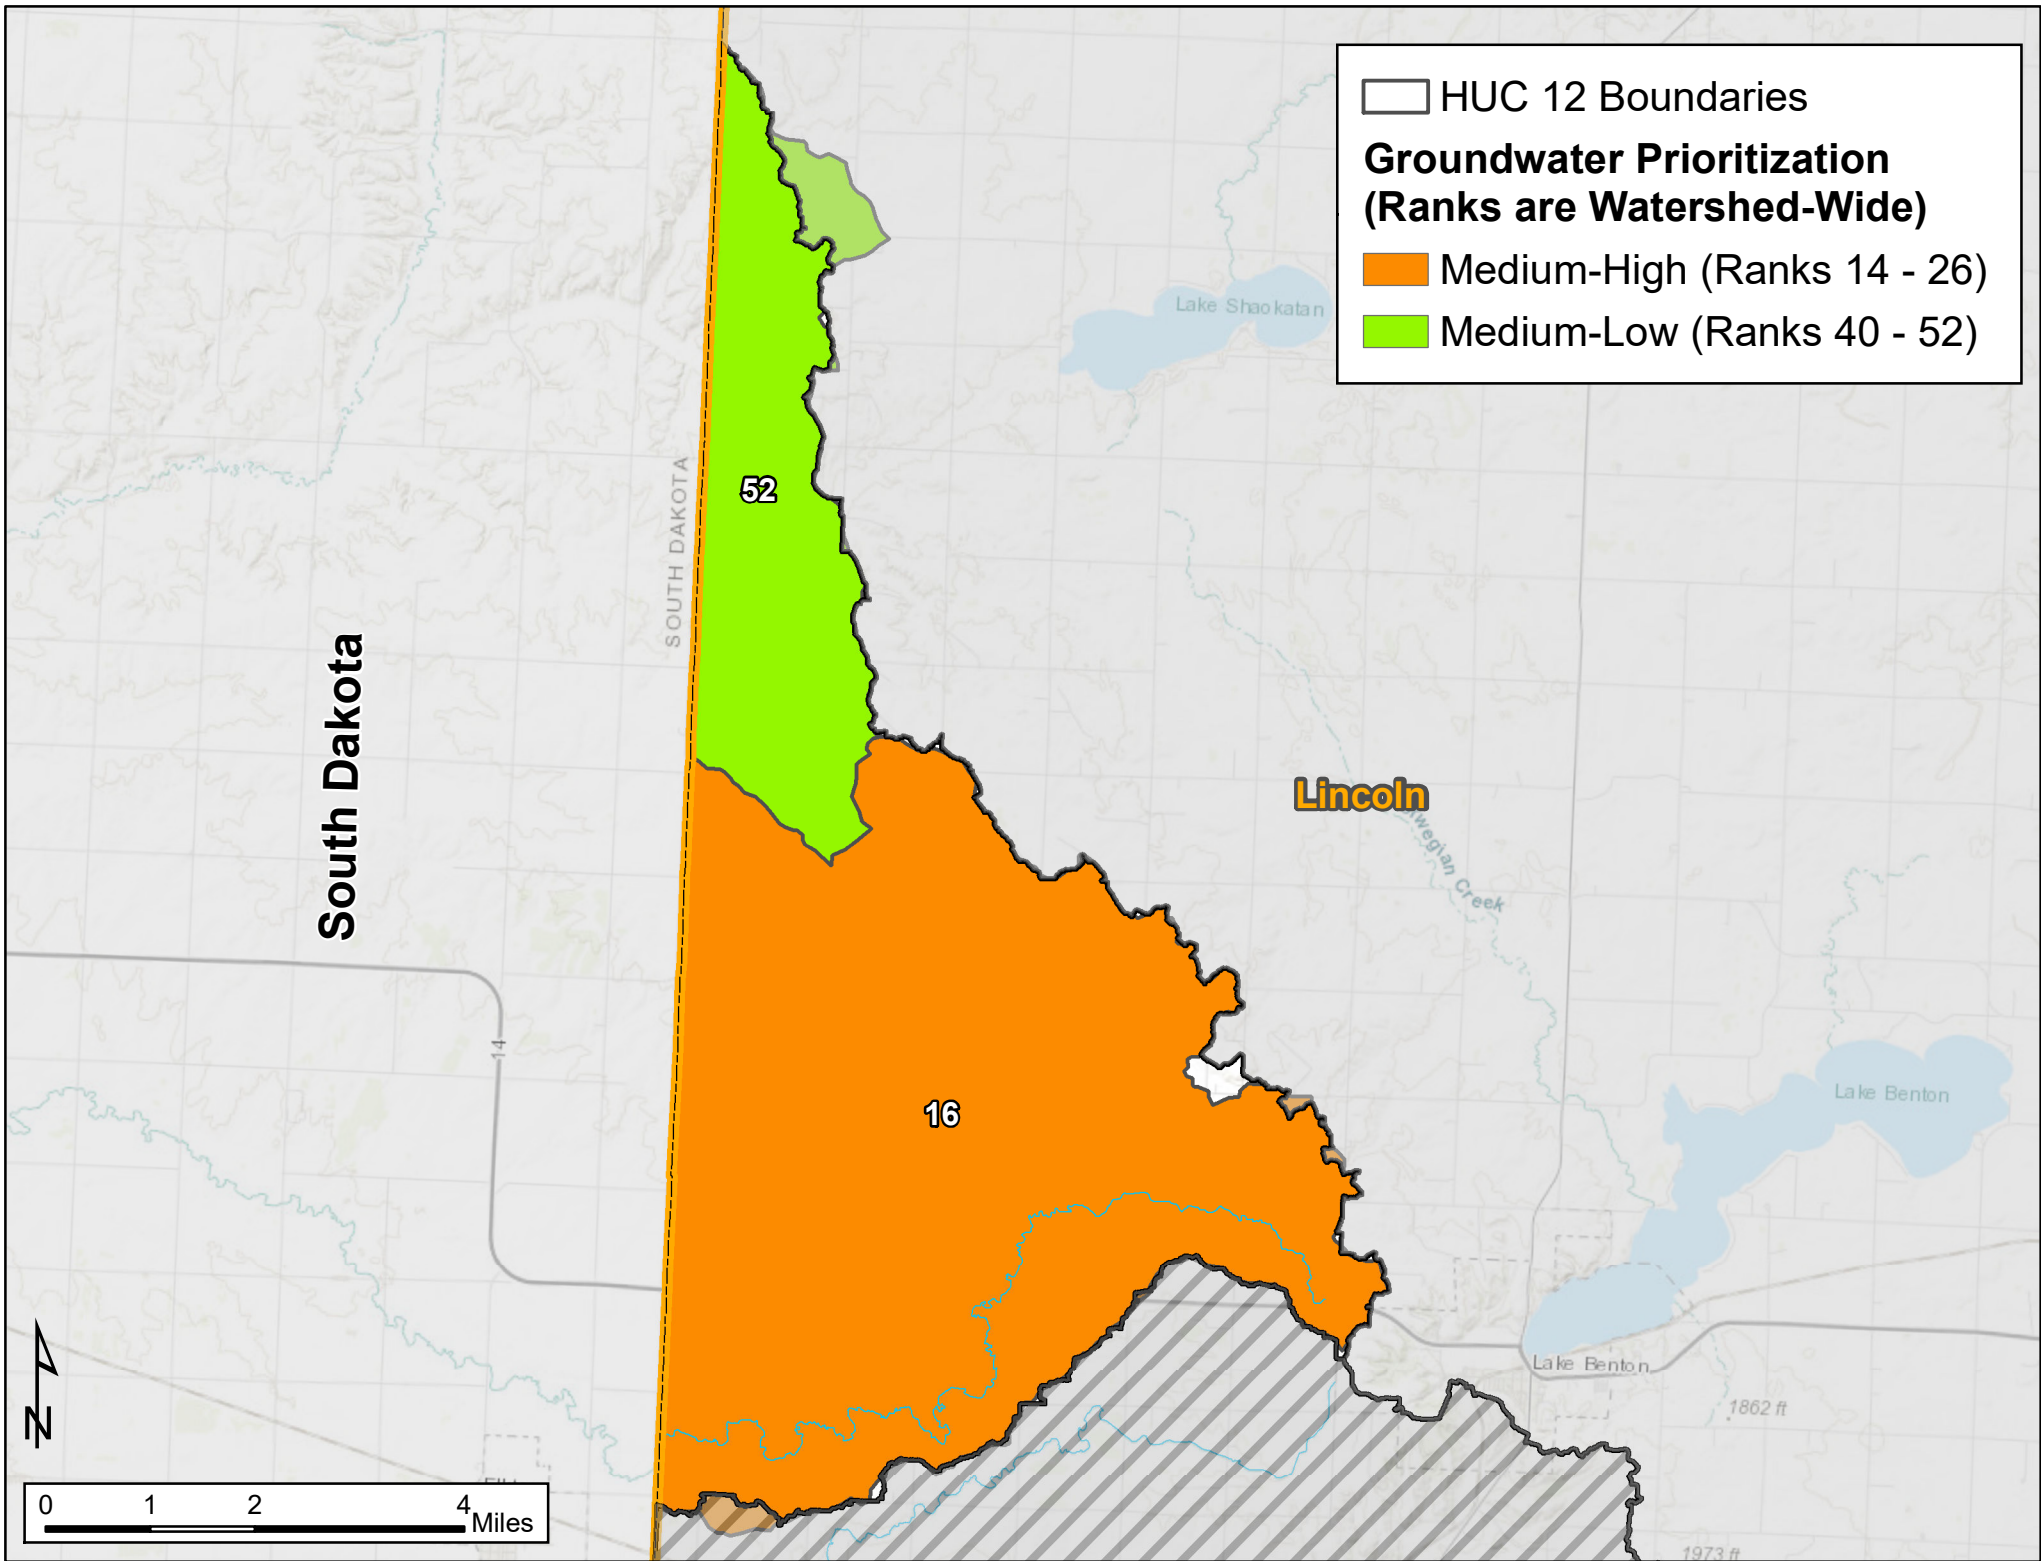 HUC 12 Boundaries
Groundwater Prioritization
(Ranks are Watershed-Wide)
Medium-High (Ranks 14 - 26)
Medium-Low (Ranks 40 - 52)
Lake Shaokatan
52
SOUTH DAKOTA
South Dakota
Lincoln
wegian Creek
14
16
Lake Benton
Lake Benton
1862 ft
N
0 1 2 4
Miles
1973 ft